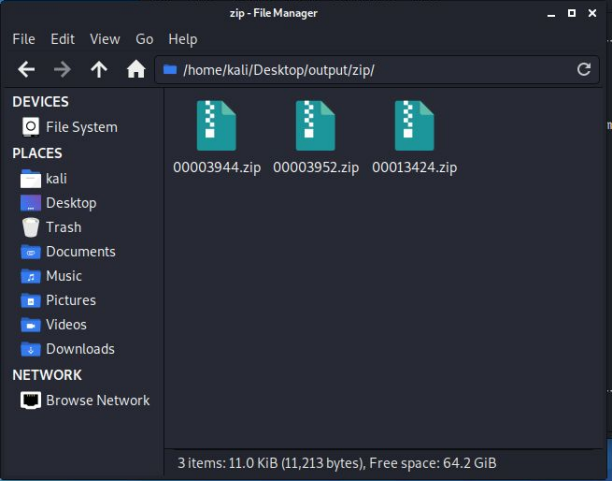 zip - File Manager
File Edit View Go Help
/home/kali/Desktop/output/zip/
DEVICES
File System
PLACES
kali
Desktop
Trash
Documents
Music
Pictures
Videos
Downloads
NETWORK
Browse Network
00003944.zip 00003952.zip 00013424.zip
3 items: 11.0 KiB (11,213 bytes), Free space: 64.2 GiB